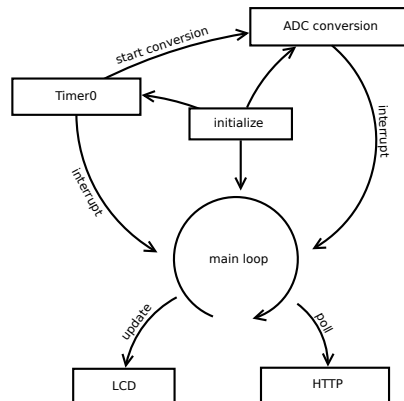 ADC conversion
start conversion
Timer0
initialize
interrupt
interrupt
main loop
update
poll
LCD
HTTP